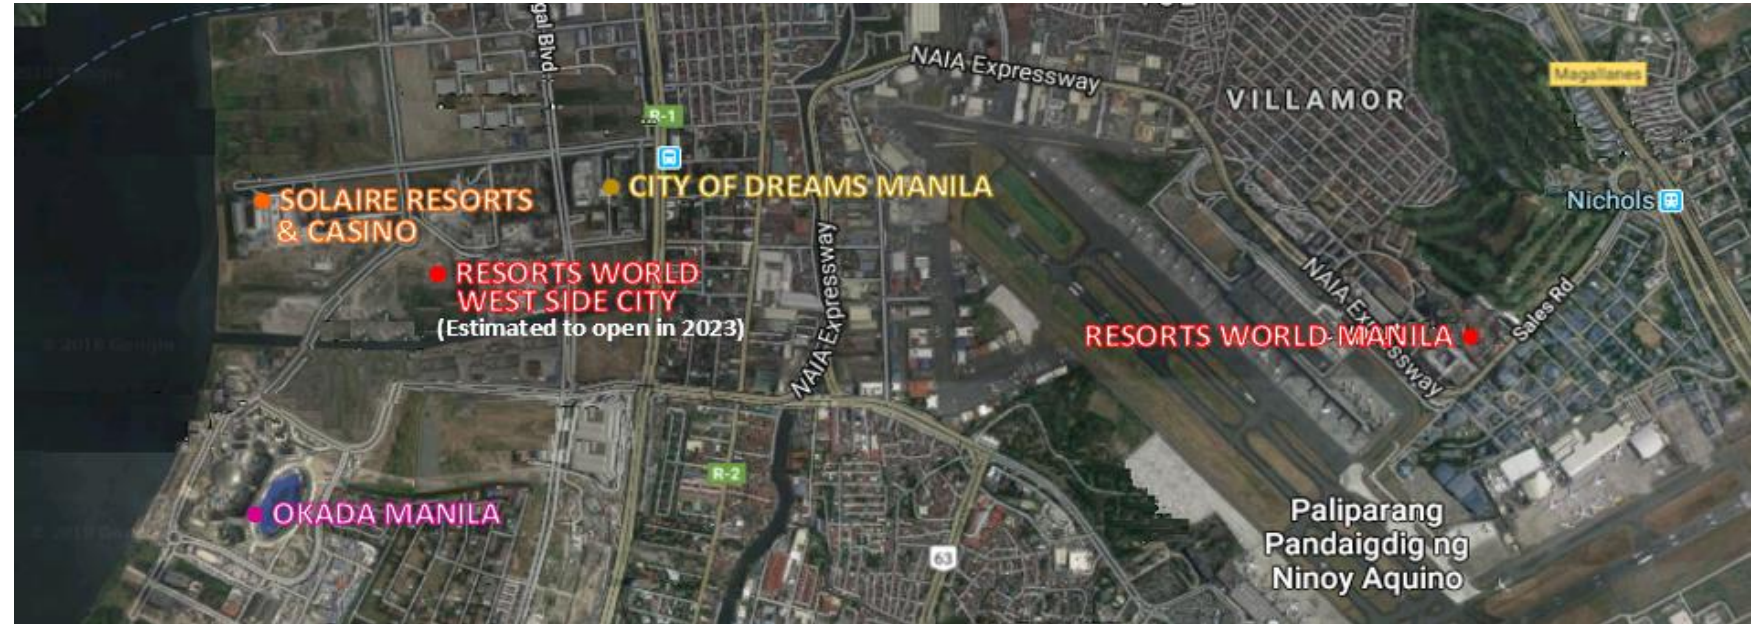 gal Blvd.
NAIA Expressway
Magallanes
VILLAMOR
R-1
CITY OF DREAMS MANILA
SOLAIRE RESORTS
& CASINO
Nichols
NAIA Expressway
RESORTS WORLD
WEST SIDE CITY
(Estimated to open in 2023)
NAIA Expressway
Sales Rd
RESORTS WORLD MANILA
R-2
OKADA MANILA
63
Paliparang
Pandaigdig ng
Ninoy Aquino